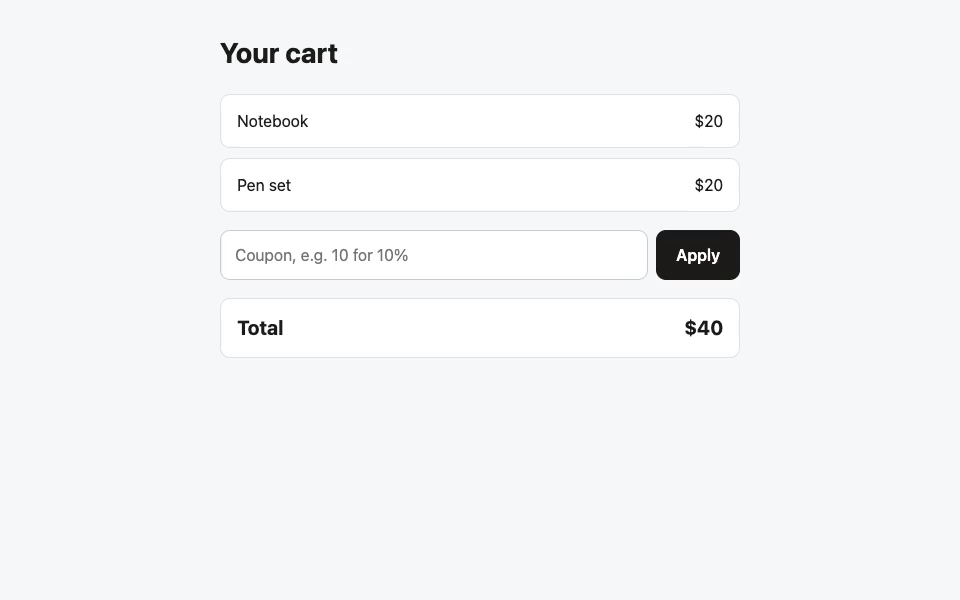 Your cart
Notebook $20
Pen set $20
Coupon, e.g. 10 for 10% Apply
Total $40